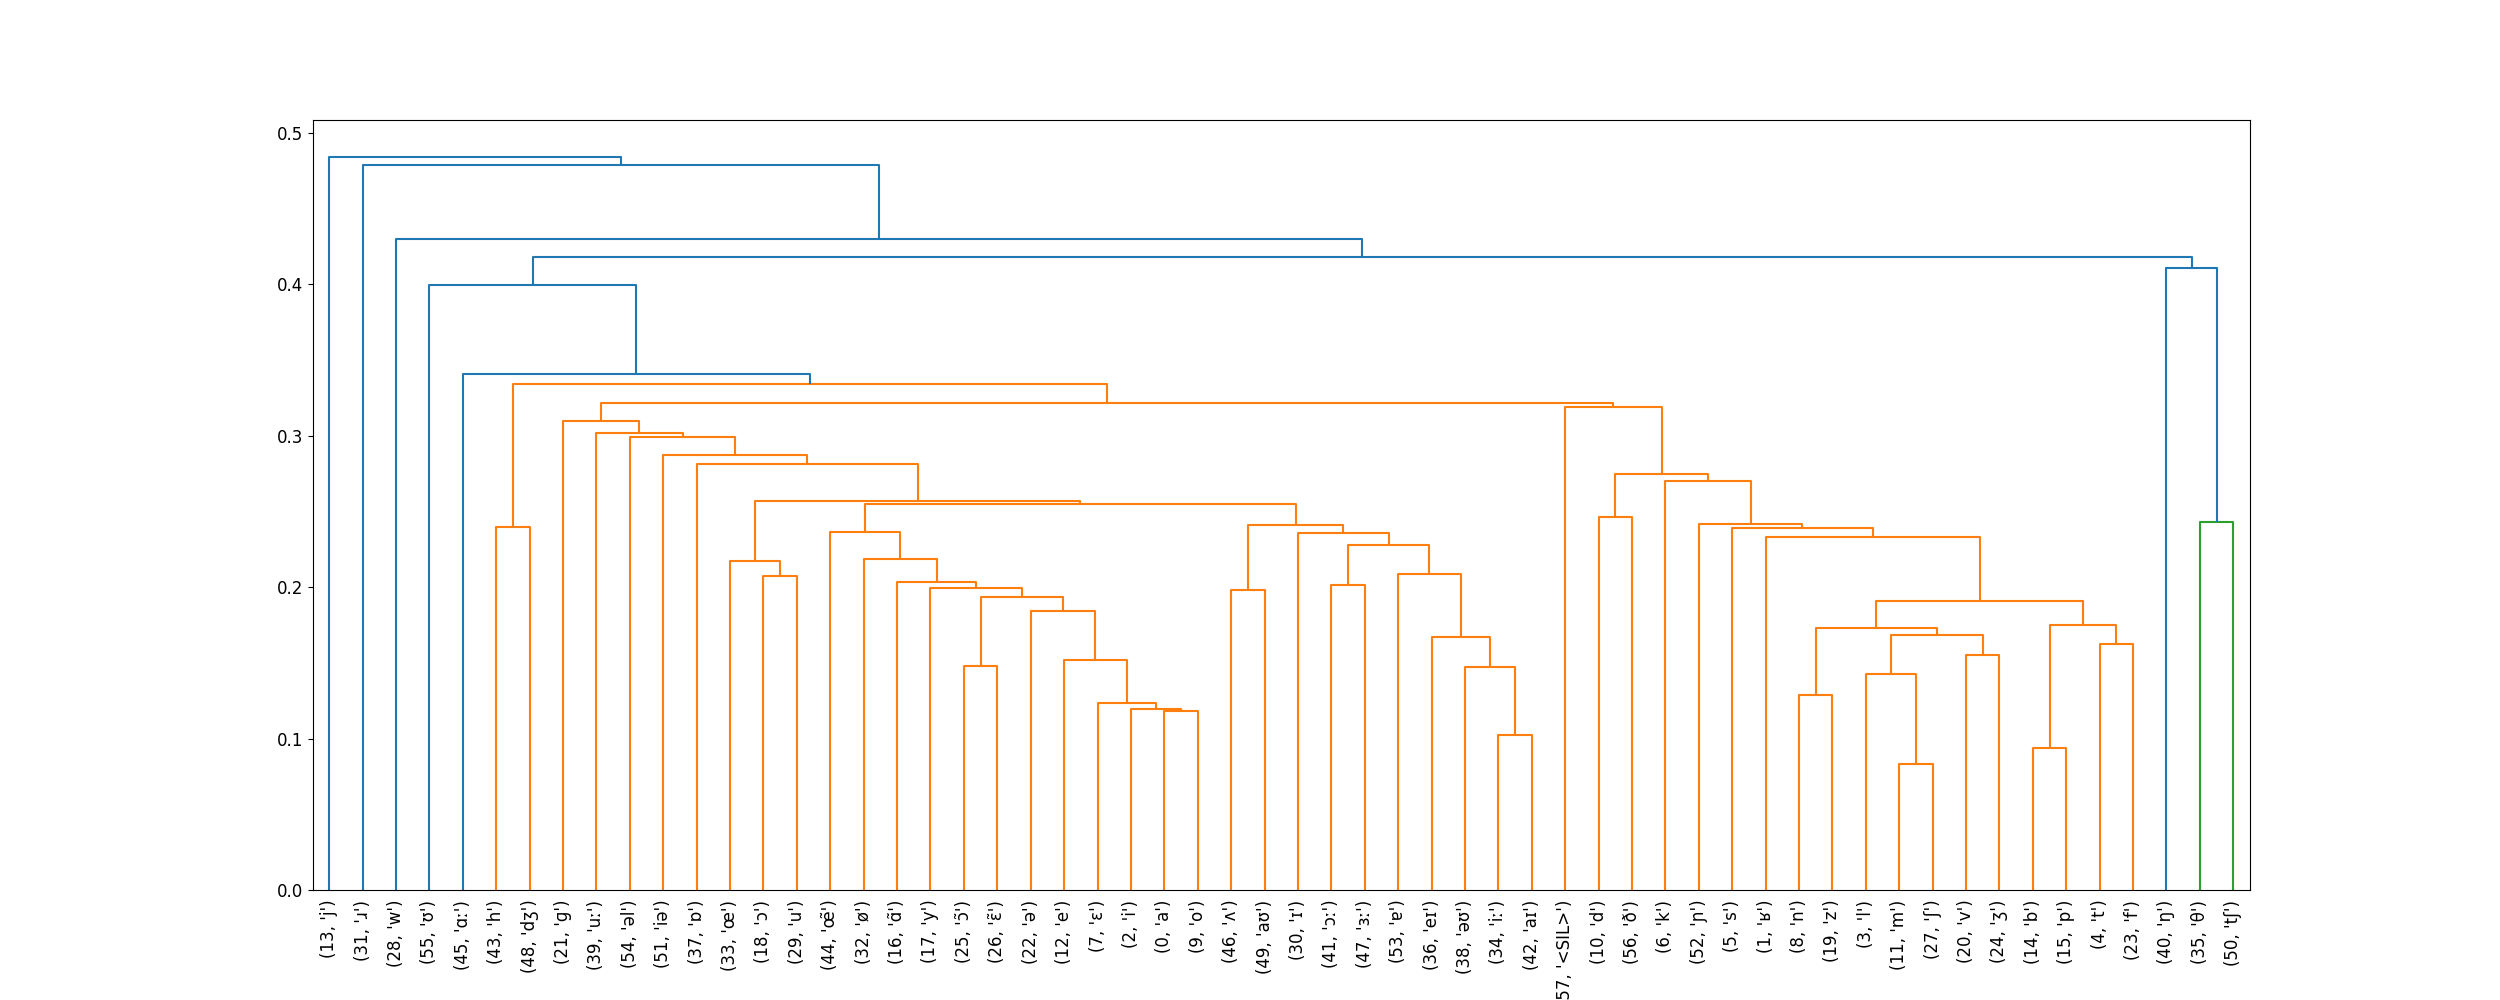 0.5
0.4
0.3
0.2
0.1
0.0
(13, 'j')
(31, 'ɹ')
(28, 'w')
(55, 'ʊ')
(45, 'ɑː')
(43, 'h')
(48, 'dʒ')
(21, 'g')
(39, 'uː')
(54, 'əl')
(51, 'iə')
(37, 'ɒ')
(33, 'œ')
(18, 'ɔ')
(29, 'u')
(44, 'œ̃')
(32, 'ø')
(16, 'ɑ̃')
(17, 'y')
(25, 'ɔ̃')
(26, 'ɛ̃')
(22, 'ə')
(12, 'e')
(7, 'ɛ')
(2, 'i')
(0, 'a')
(9, 'o')
(46, 'ʌ')
(49, 'aʊ')
(30, 'ɪ')
(41, 'ɔː')
(47, 'ɜː')
(53, 'ɐ')
(36, 'eɪ')
(38, 'əʊ')
(34, 'iː')
(42, 'aɪ')
57, '<SIL>')
(10, 'd')
(56, 'ð')
(6, 'k')
(52, 'ɲ')
(5, 's')
(1, 'ʁ')
(8, 'n')
(19, 'z')
(3, 'l')
(11, 'm')
(27, 'ʃ')
(20, 'v')
(24, 'ʒ')
(14, 'b')
(15, 'p')
(4, 't')
(23, 'f')
(40, 'ŋ')
(35, 'θ')
(50, 'tʃ')